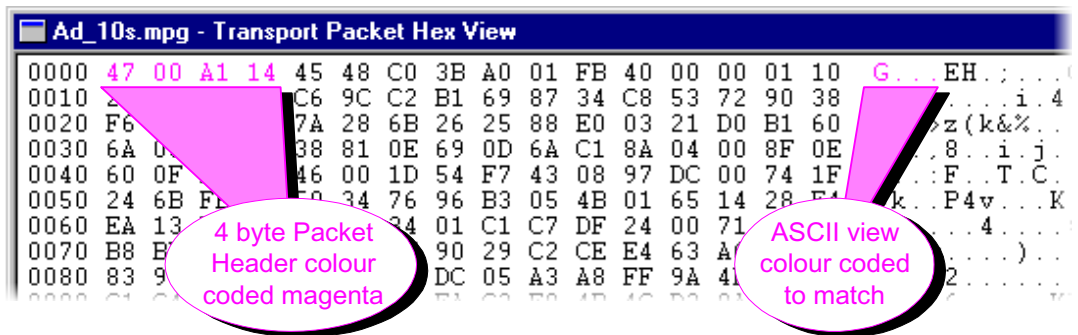 Ad_10s.mpg - Transport Packet Hex View
0000 47 00 A1 14 45 48 C0 3B A0 01 FB 40 00 00 01 10 G...EH.;...
0010 C6 9C C2 B1 69 87 34 C8 53 72 90 38 ....i.4
0020 F6 7A 28 6B 26 25 88 E0 03 21 D0 B1 60 z(k&%..
0030 6A 38 81 0E 69 0D 6A C1 8A 04 00 8F 0E .8..i.j.
0040 60 0F 46 00 1D 54 F7 43 08 97 DC 00 74 1F :F..T.C.
0050 24 6B 34 76 96 B3 05 4B 01 65 14 28 k..P4v...K
0060 EA 13 01 C1 C7 DF 24 00 71 ....4....
0070 B8 90 29 C2 CE E4 63 ...)..
0080 83 DC 05 A3 A8 FF 9A 2......
4 byte Packet
Header colour
coded magenta
ASCII view
colour coded
to match